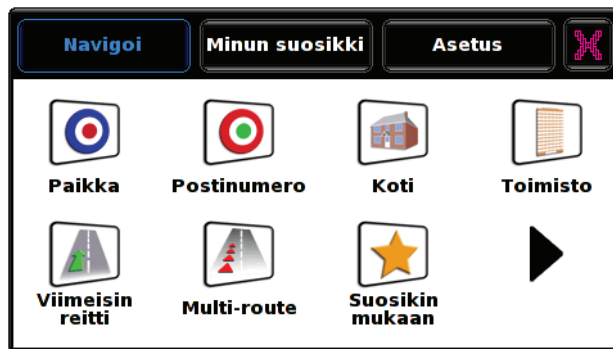 Navigoi
Minun suosikki
Asetus
Paikka
Postinumero
Koti
Toimisto
Viimeisin
reitti
Multi-route
Suosikin
mukaan